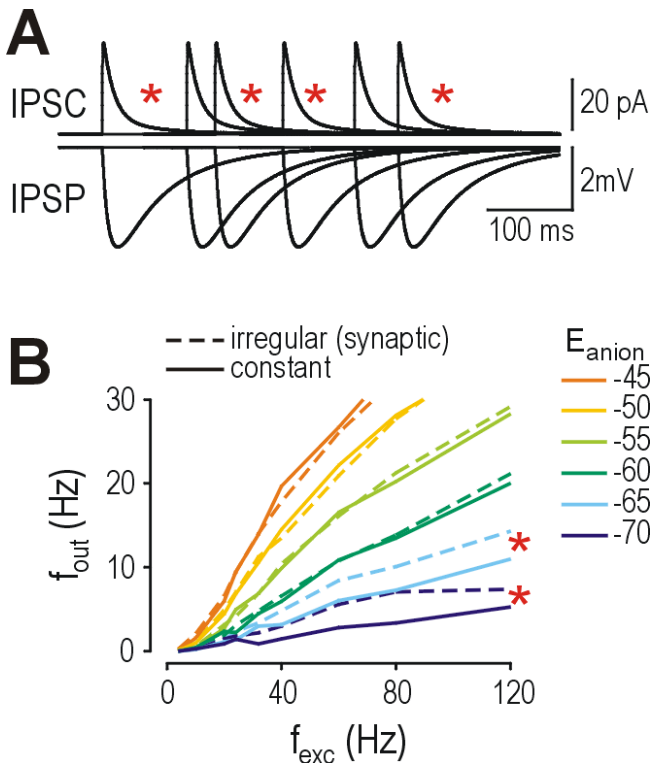 A
IPSC
* * * *
20 pA
IPSP
2mV
100 ms
B
irregular (synaptic)
constant
E anion
-45
-50
-55
-60
-65
-70
30
20
10
0
f out (Hz)
*
*
0 40 80 120
f exc (Hz)